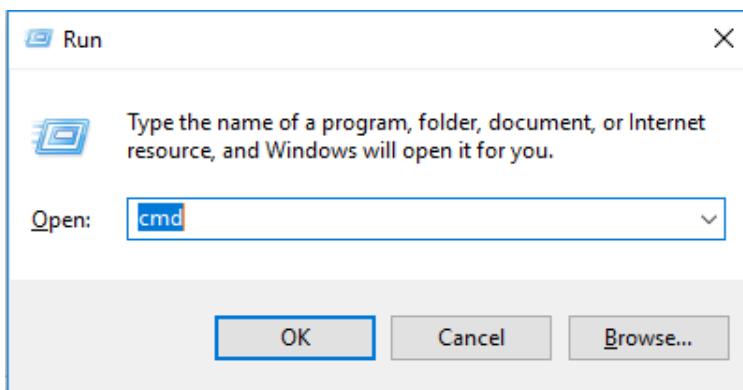 Run
Type the name of a program, folder, document, or Internet
resource, and Windows will open it for you.
Open: cmd
OK Cancel Browse...